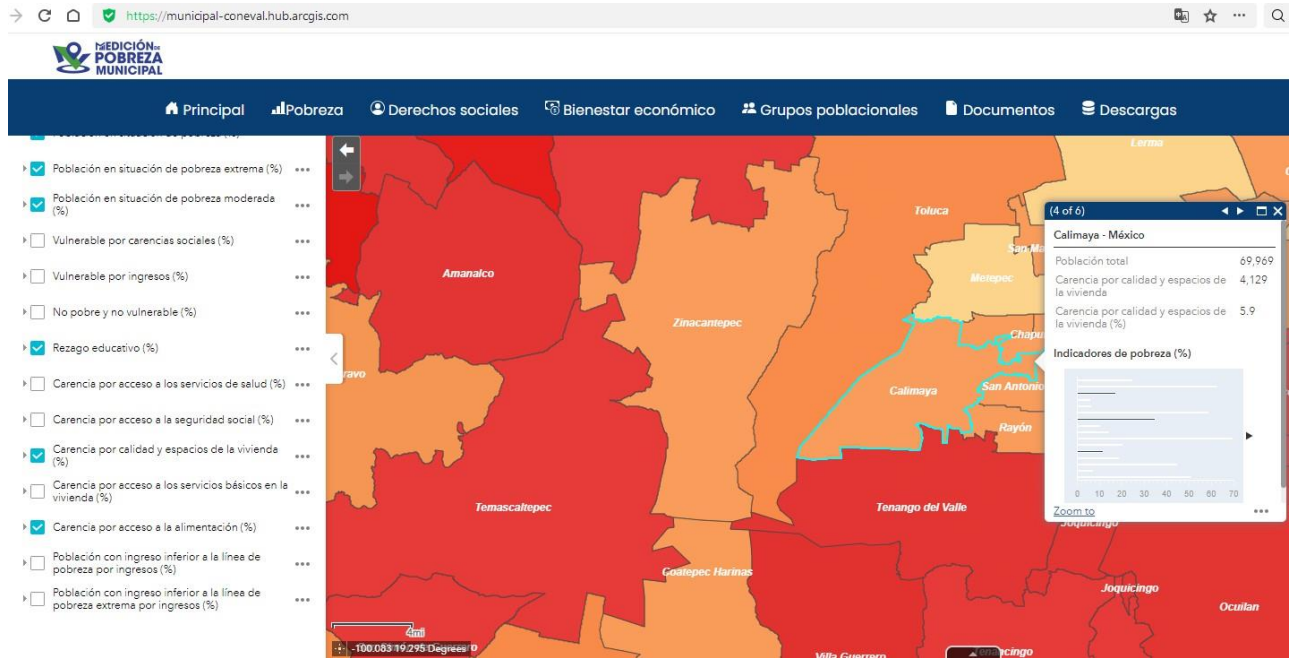 https://municipal-coneval.hub.arcgis.com
MEDICIÓN DE
POBREZA
MUNICIPAL
Principal
Pobreza
Derechos sociales
Bienestar económico
Grupos poblacionales
Documentos
Descargas
Población en situación de pobreza extrema (%)
Población en situación de pobreza moderada
(%)
Vulnerable por carencias sociales (%)
Vulnerable por ingresos (%)
No pobre y no vulnerable (%)
Rezago educativo (%)
Carencia por acceso a los servicios de salud (%)
Carencia por acceso a la seguridad social (%)
Carencia por calidad y espacios de la vivienda
(%)
Carencia por acceso a los servicios básicos en la
vivienda (%)
Carencia por acceso a la alimentación (%)
Población con ingreso inferior a la línea de
pobreza por ingresos (%)
Población con ingreso inferior a la línea de
pobreza extrema por ingresos (%)
Lerma
Toluca
Metepec
Amanalco
Zinacantepec
Calimaya
San Antonio
Rayón
Temascaltepec
Tenango del Valle
Joquicingo
Coatepec Harinas
Joquicingo
Ocuilan
Villa Guerrero
4mi
-100.083 19.295 Degrees
(4 of 6)
Calimaya - México
Población total 69,969
Carencia por calidad y espacios de 4,129
la vivienda
Carencia por calidad y espacios de 5.9
la vivienda (%)
Indicadores de pobreza (%)
0 10 20 30 40 50 60 70
Zoom to